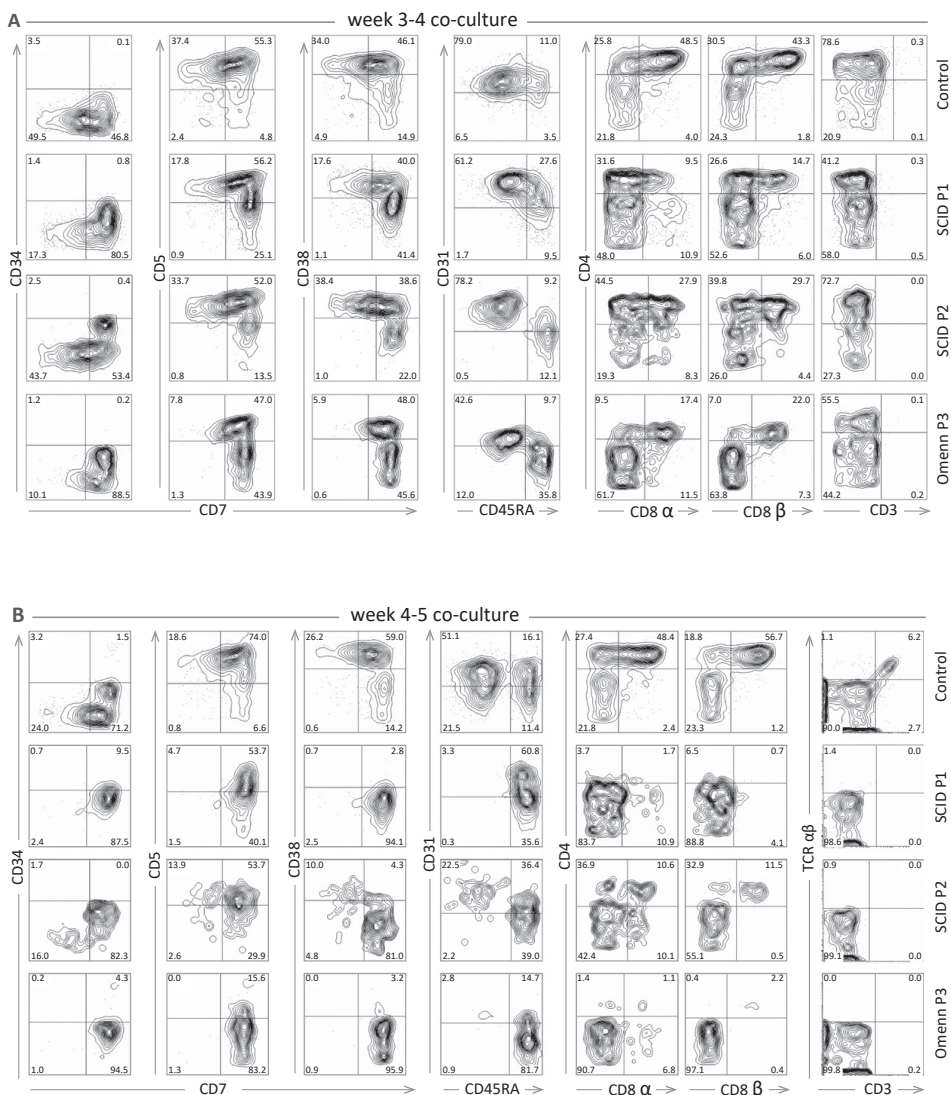 A week 3-4 co-culture
3.5 0.1 37.4 55.3 34.0 46.1 79.0 11.0 25.8 48.5 30.5 43.3 78.6 0.3
49.5 46.8 2.4 4.8 4.9 14.9 6.5 3.5 21.8 4.0 24.3 1.8 20.9 0.1
Control
1.4 0.8 17.8 56.2 17.6 40.0 61.2 27.6 31.6 9.5 26.6 14.7 41.2 0.3
17.3 80.5 0.9 25.1 1.1 41.4 1.7 9.5 48.0 10.9 52.6 6.0 58.0 0.5
SCID P1
CD34 CD5 CD38 CD31 CD4
2.5 0.4 33.7 52.0 38.4 38.6 78.2 9.2 44.5 27.9 39.8 29.7 72.7 0.0
43.7 53.4 0.8 13.5 1.0 22.0 0.5 12.1 19.3 8.3 26.0 4.4 27.3 0.0
SCID P2
1.2 0.2 7.8 47.0 5.9 48.0 42.6 9.7 9.5 17.4 7.0 22.0 55.5 0.1
10.1 88.5 1.3 43.9 0.6 45.6 12.0 35.8 61.7 11.5 63.8 7.3 44.2 0.2
Omenn P3
CD7 CD45RA CD8 α CD8 β CD3
B week 4-5 co-culture
3.2 1.5 18.6 74.0 26.2 59.0 51.1 16.1 27.4 48.4 18.8 56.7 1.1 6.2
24.0 71.2 0.8 6.6 0.6 14.2 21.5 11.4 21.8 2.4 23.3 1.2 90.0 2.7
Control
0.7 9.5 4.7 53.7 0.7 2.8 3.3 60.8 3.7 1.7 6.5 0.7 1.4 0.0
2.4 87.5 1.5 40.1 2.5 94.1 0.3 35.6 83.7 10.9 88.8 4.1 98.6 0.0
SCID P1
CD34 CD5 CD38 CD31 CD4 TCR αβ
1.7 0.0 13.9 53.7 10.0 4.3 22.5 36.4 36.9 10.6 32.9 11.5 0.9 0.0
16.0 82.3 2.6 29.9 4.8 81.0 2.2 39.0 42.4 10.1 55.1 0.5 99.1 0.0
SCID P2
0.2 4.3 0.0 15.6 0.0 3.2 2.8 14.7 1.4 1.1 0.4 2.2 0.0 0.0
1.0 94.5 1.3 83.2 0.9 95.9 0.9 81.7 90.7 6.8 97.1 0.4 99.8 0.2
Omenn P3
CD7 CD45RA CD8 α CD8 β CD3